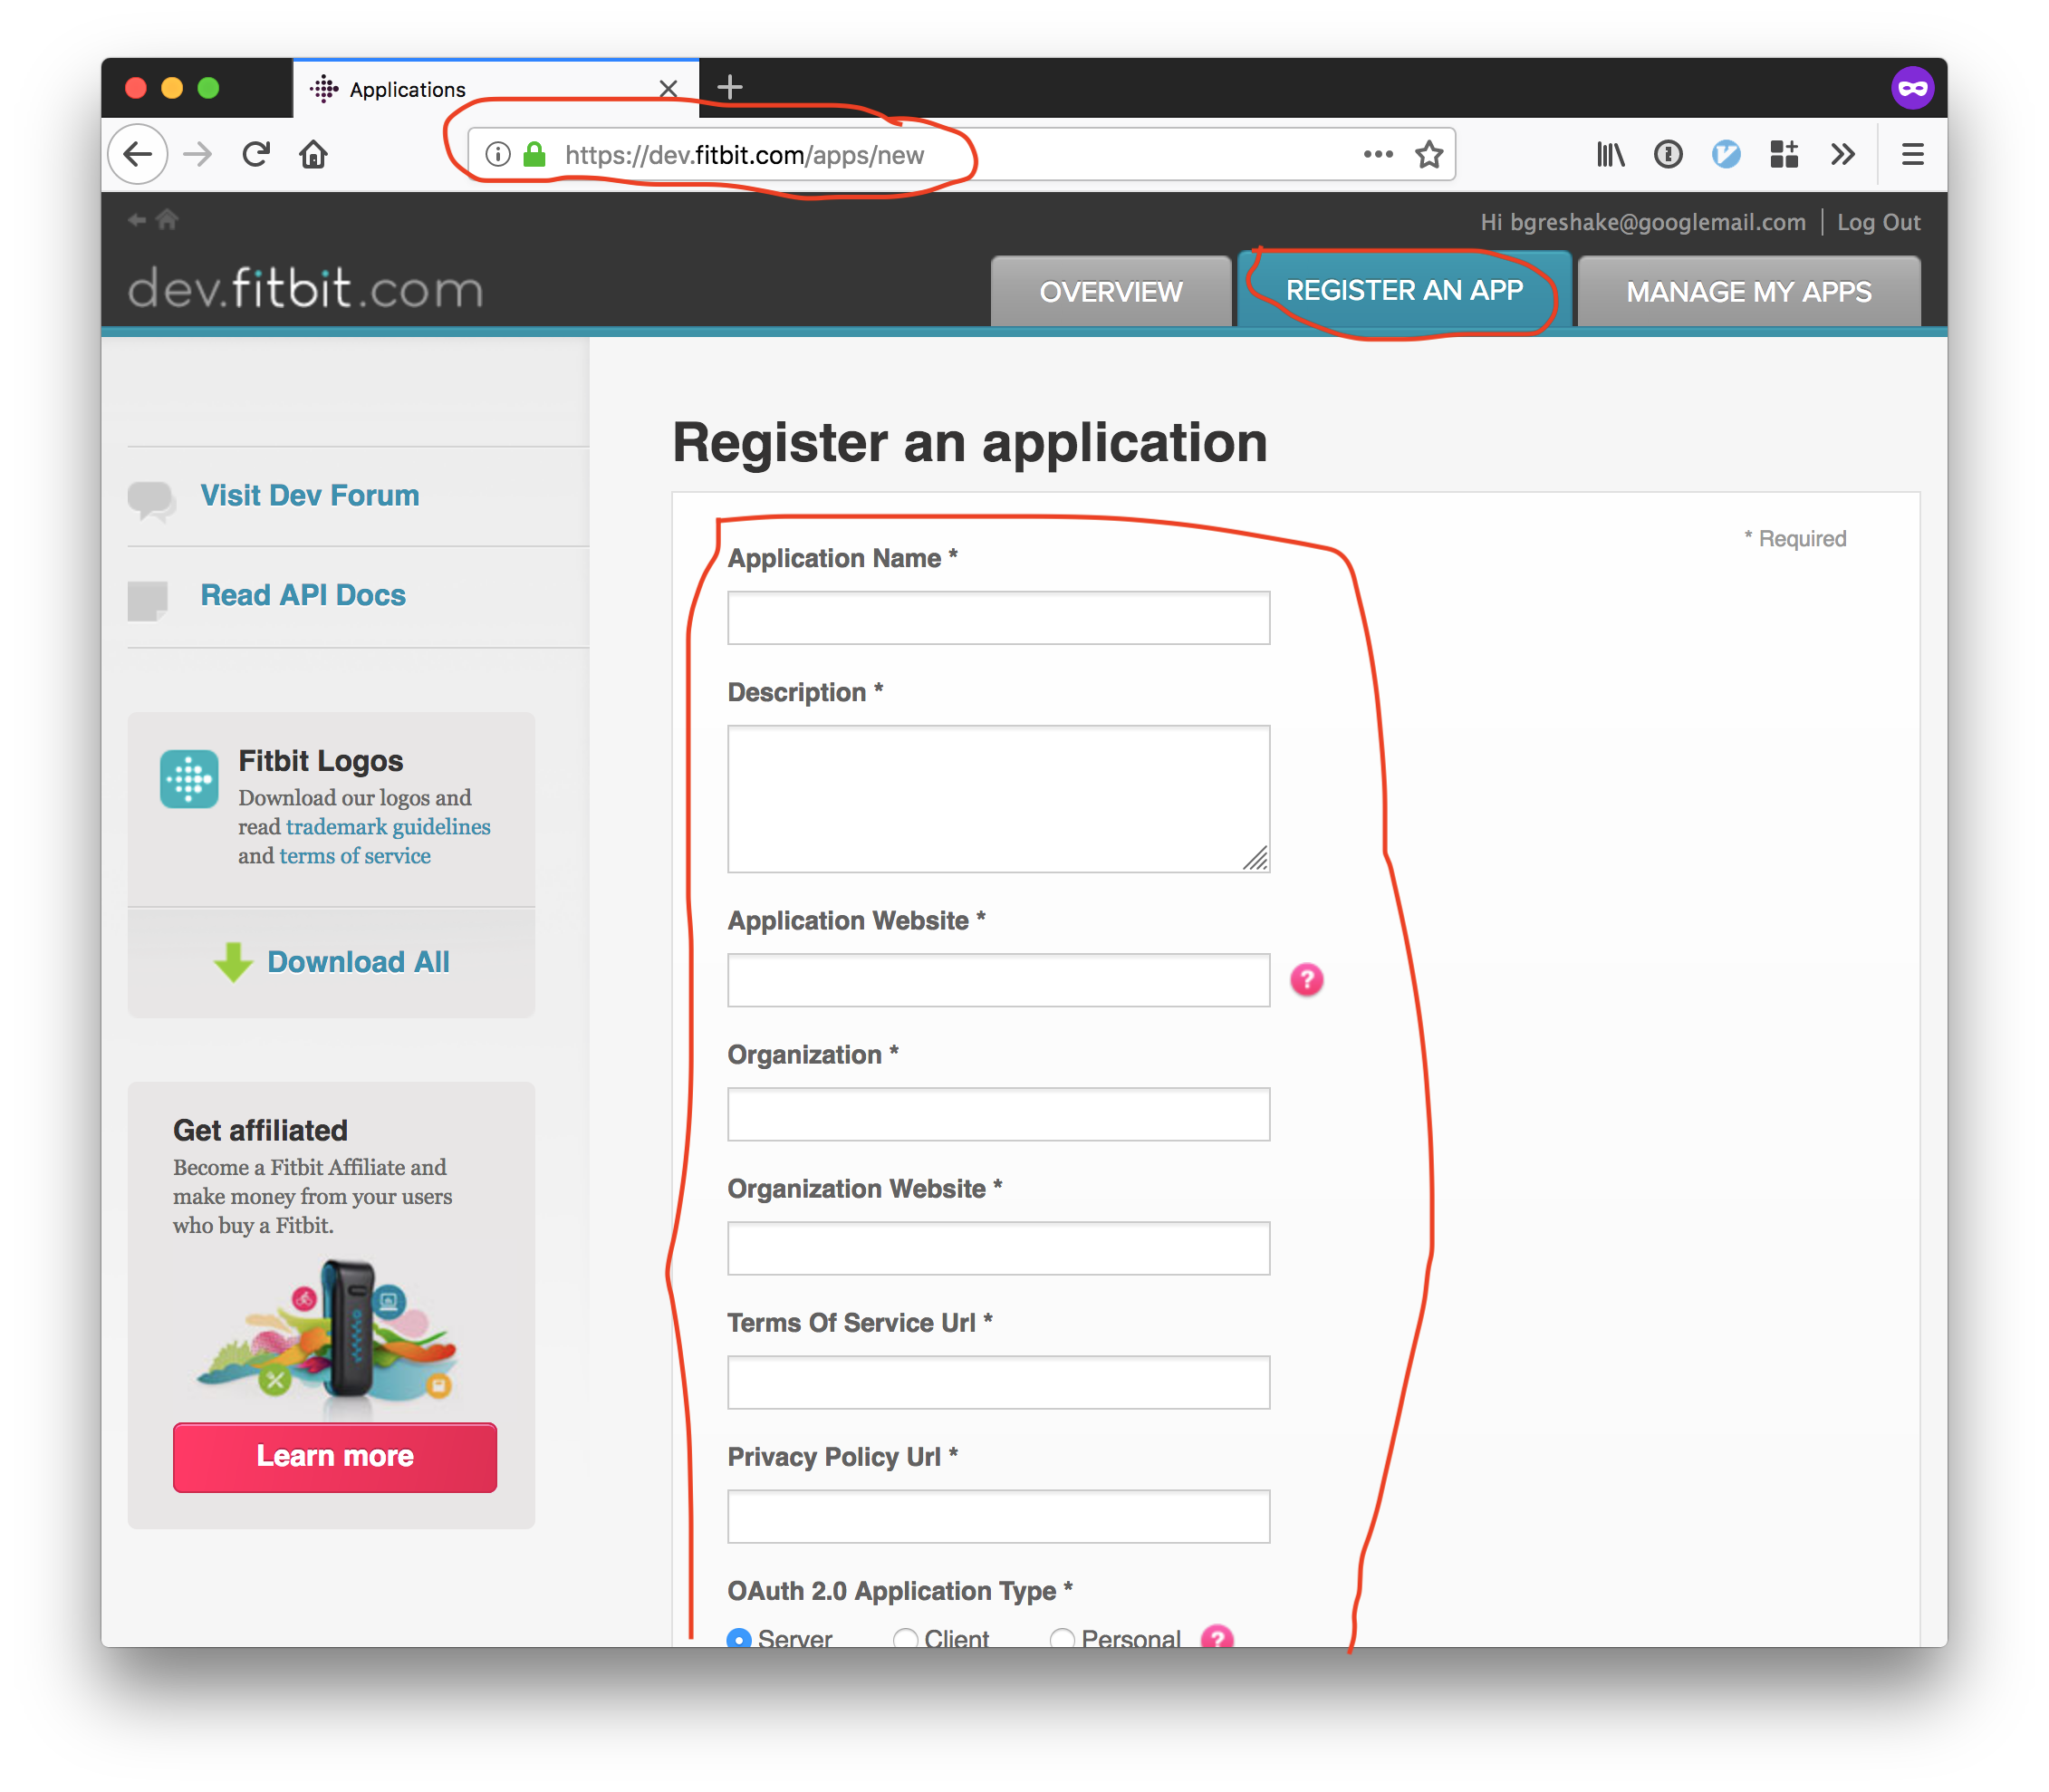 Applications
https://dev.fitbit.com/apps/new
Hi bgreshake@googlemail.com | Log Out
dev.fitbit.com
OVERVIEW
REGISTER AN APP
MANAGE MY APPS
Visit Dev Forum
Read API Docs
Fitbit Logos
Download our logos and
read trademark guidelines
and terms of service
Download All
Get affiliated
Become a Fitbit Affiliate and
make money from your users
who buy a Fitbit.
Learn more
Register an application
* Required
Application Name *
Description *
Application Website *
?
Organization *
Organization Website *
Terms Of Service Url *
Privacy Policy Url *
OAuth 2.0 Application Type *
Server Client Personal ?